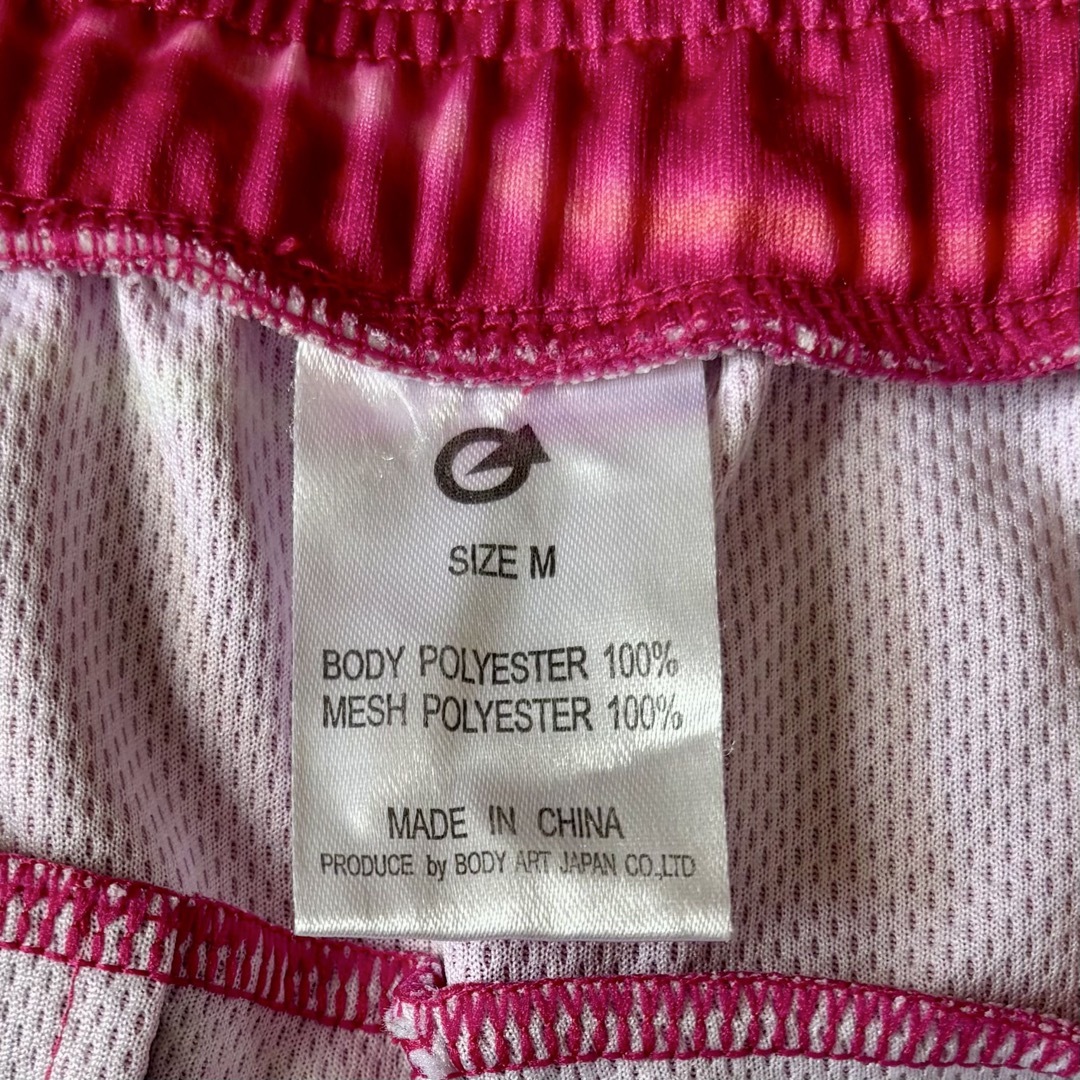 SIZE M
BODY POLYESTER 100%
MESH POLYESTER 100%
MADE IN CHINA
PRODUCE by BODY ART JAPAN CO.,LTD